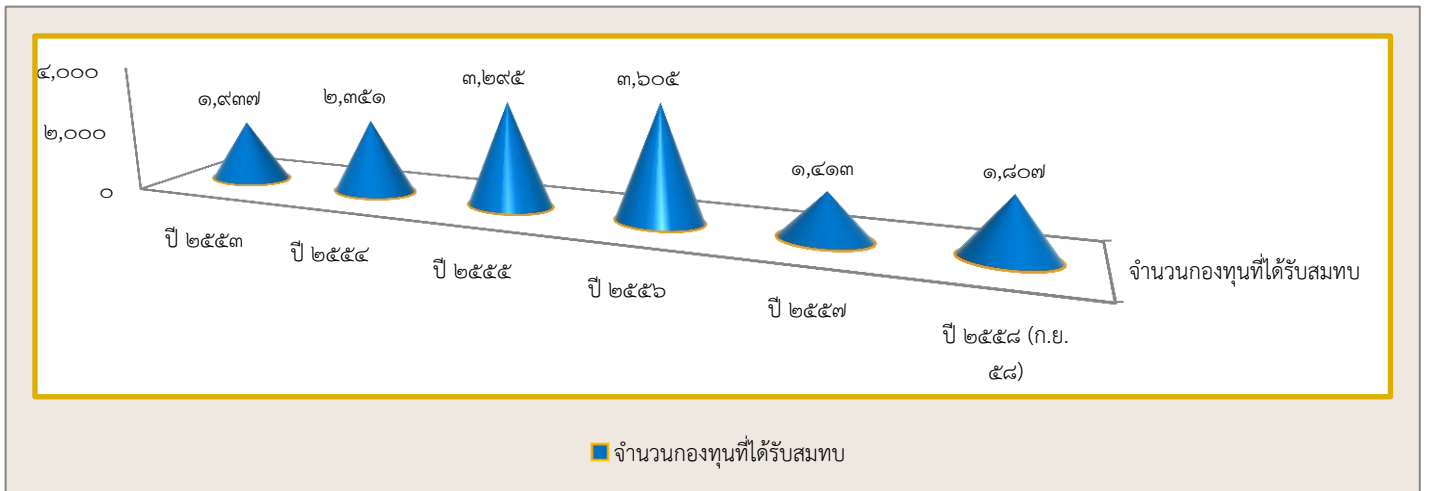 ๔,๐๐๐
๒,๐๐๐
๐
๑,๙๓๗
๒,๓๕๑
๓,๒๙๕
๓,๖๐๕
๑,๔๑๓
๑,๘๐๗
ปี ๒๕๕๓
ปี ๒๕๕๔
ปี ๒๕๕๕
ปี ๒๕๕๖
ปี ๒๕๕๗
ปี ๒๕๕๘ (ก.ย.
๕๘)
จำนวนกองทุนที่ได้รับสมทบ
จำนวนกองทุนที่ได้รับสมทบ